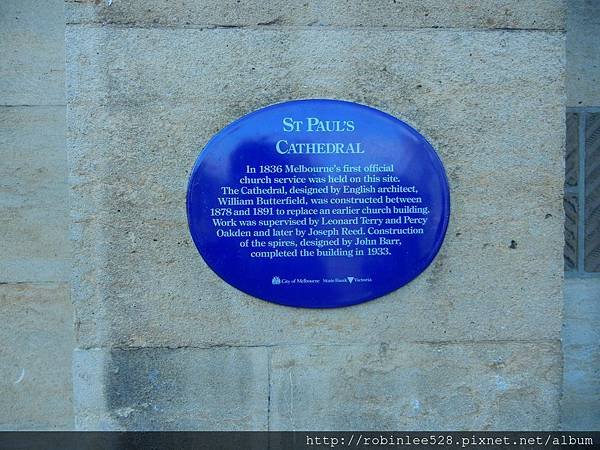 ST PAUL'S
CATHEDRAL
In 1836 Melbourne's first official
church service was held on this site.
The Cathedral, designed by English architect,
William Butterfield, was constructed between
1878 and 1891 to replace an earlier church building.
Work was supervised by Leonard Terry and Percy
Oakden and later by Joseph Reed. Construction
of the spires, designed by John Barr,
completed the building in 1933.
City of Melbourne State Bank Victoria
http://robinlee528.pixnet.net/album